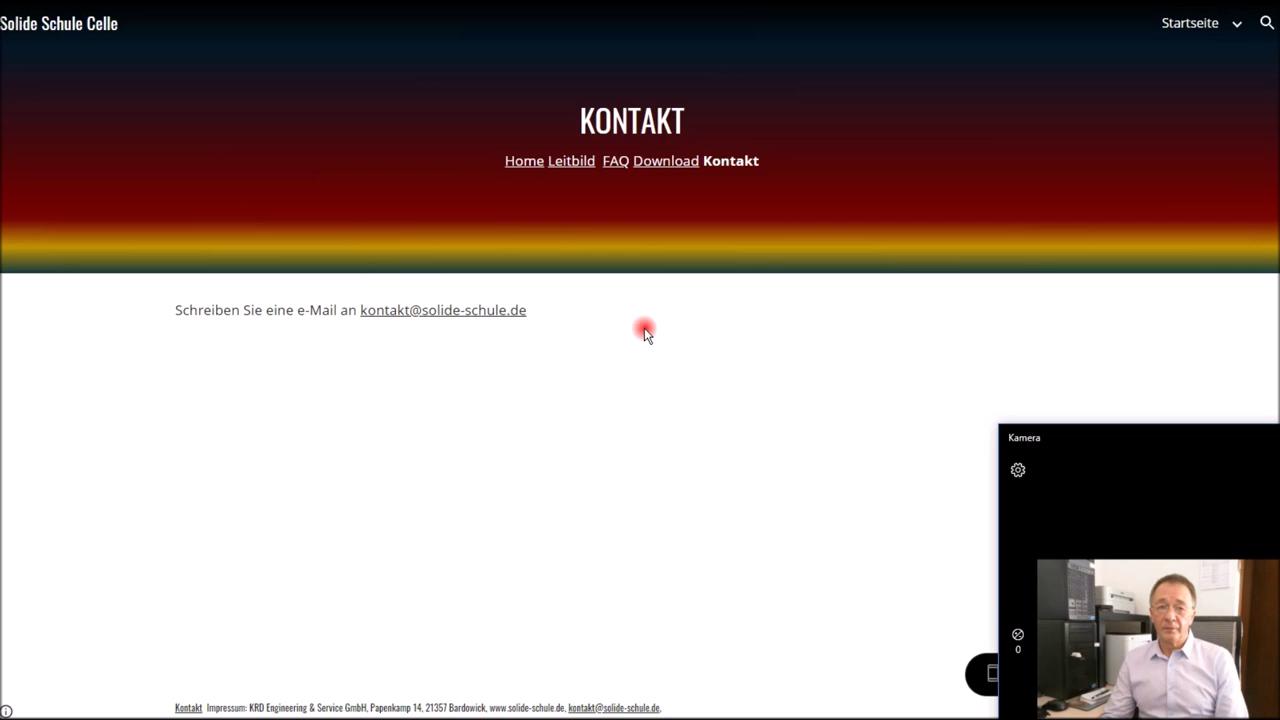 Solide Schule Celle
Startseite
KONTAKT
Home Leitbild FAQ Download Kontakt
Schreiben Sie eine e-Mail an kontakt@solide-schule.de
Kamera
0
Kontakt Impressum: KRD Engineering & Service GmbH, Papenkamp 14, 21357 Bardowick, www.solide-schule.de, kontakt@solide-schule.de,